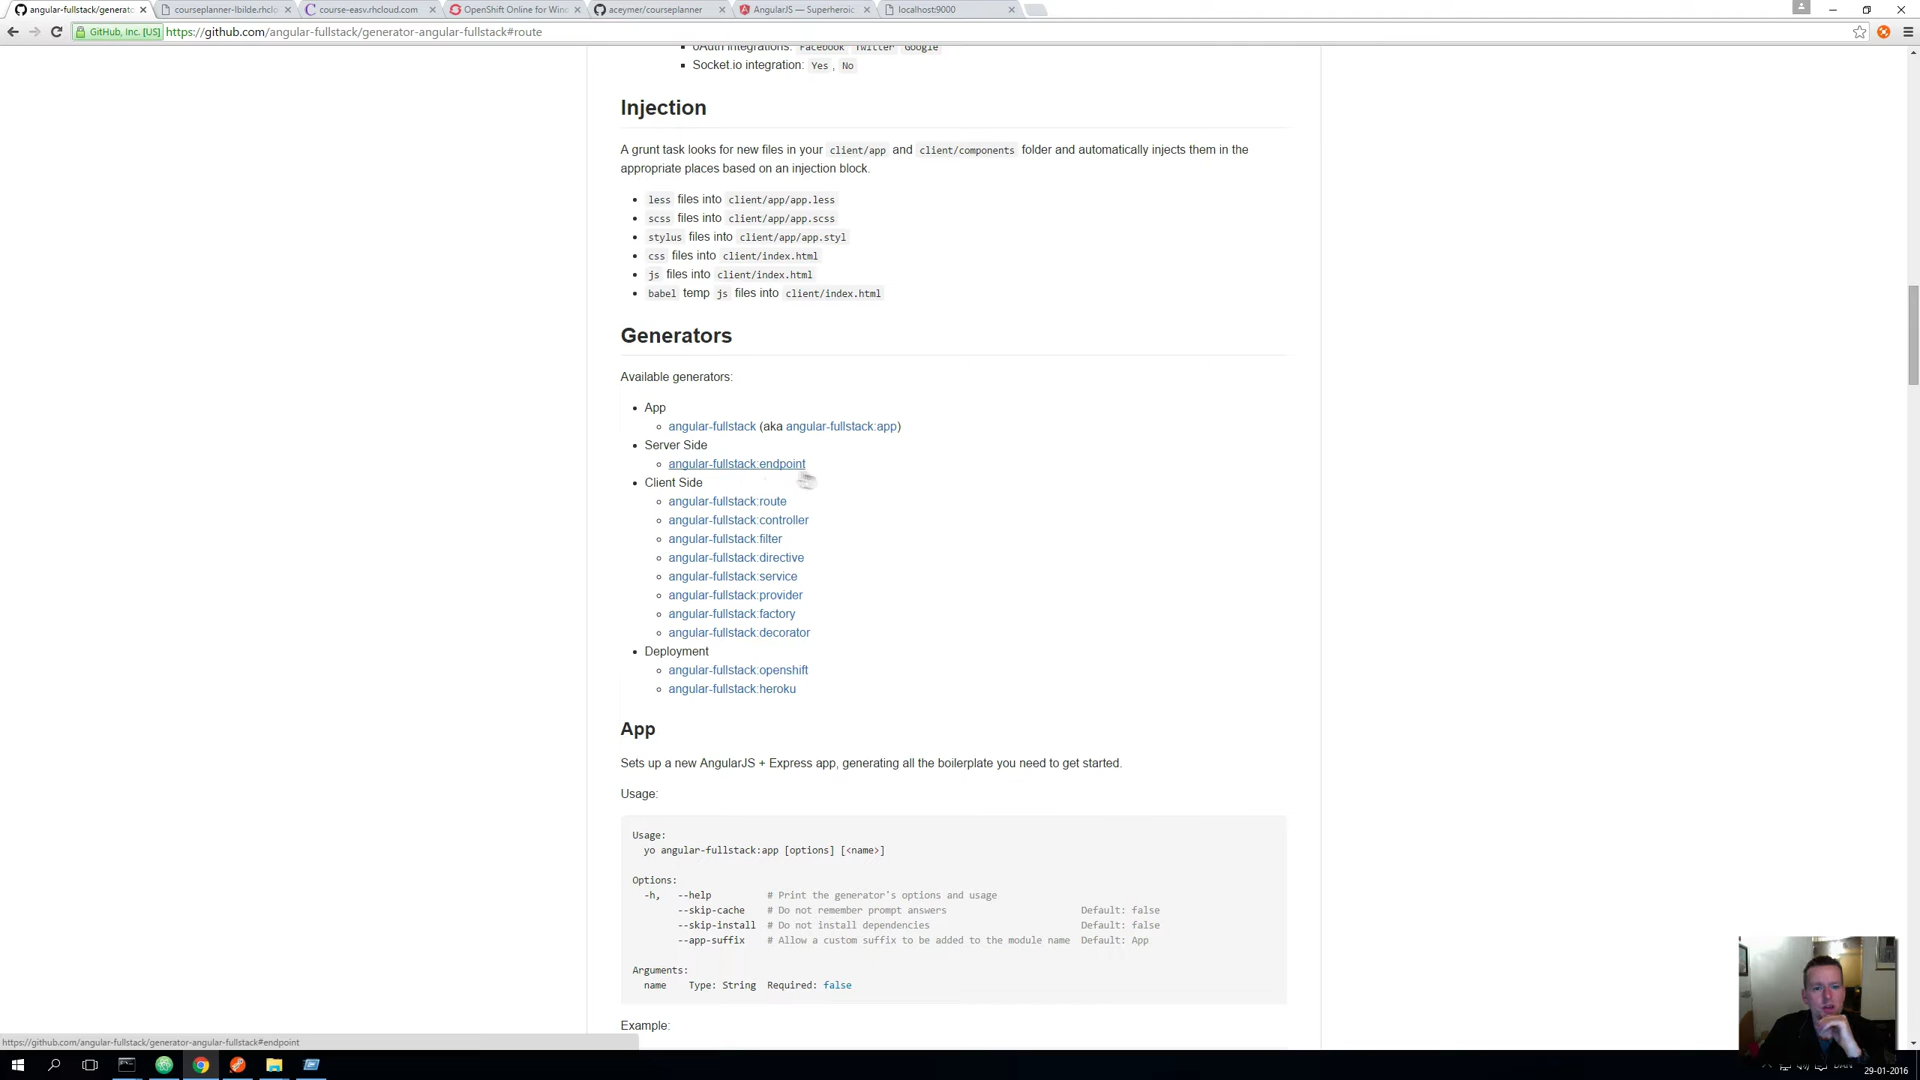 angular-fullstack/generato
courseplanner-lbilde.rhclo
course-easv.rhcloud.com
OpenShift Online for Wind
aceymer/courseplanner
AngularJS — Superheroic
localhost:9000
GitHub, Inc. [US]
https://github.com/angular-fullstack/generator-angular-fullstack#route
OAuth integrations: Facebook Twitter Google
Socket.io integration: Yes , No
Injection
A grunt task looks for new files in your client/app and client/components folder and automatically injects them in the
appropriate places based on an injection block.
less files into client/app/app.less
scss files into client/app/app.scss
stylus files into client/app/app.styl
css files into client/index.html
js files into client/index.html
babel temp js files into client/index.html
Generators
Available generators:
App
angular-fullstack (aka angular-fullstack:app)
Server Side
angular-fullstack:endpoint
Client Side
angular-fullstack:route
angular-fullstack:controller
angular-fullstack:filter
angular-fullstack:directive
angular-fullstack:service
angular-fullstack:provider
angular-fullstack:factory
angular-fullstack:decorator
Deployment
angular-fullstack:openshift
angular-fullstack:heroku
App
Sets up a new AngularJS + Express app, generating all the boilerplate you need to get started.
Usage:
Usage:
yo angular-fullstack:app [options] [<name>]
Options:
-h, --help # Print the generator's options and usage
--skip-cache # Do not remember prompt answers Default: false
--skip-install # Do not install dependencies Default: false
--app-suffix # Allow a custom suffix to be added to the module name Default: App
Arguments:
name Type: String Required: false
Example:
https://github.com/angular-fullstack/generator-angular-fullstack#endpoint
29-01-2016